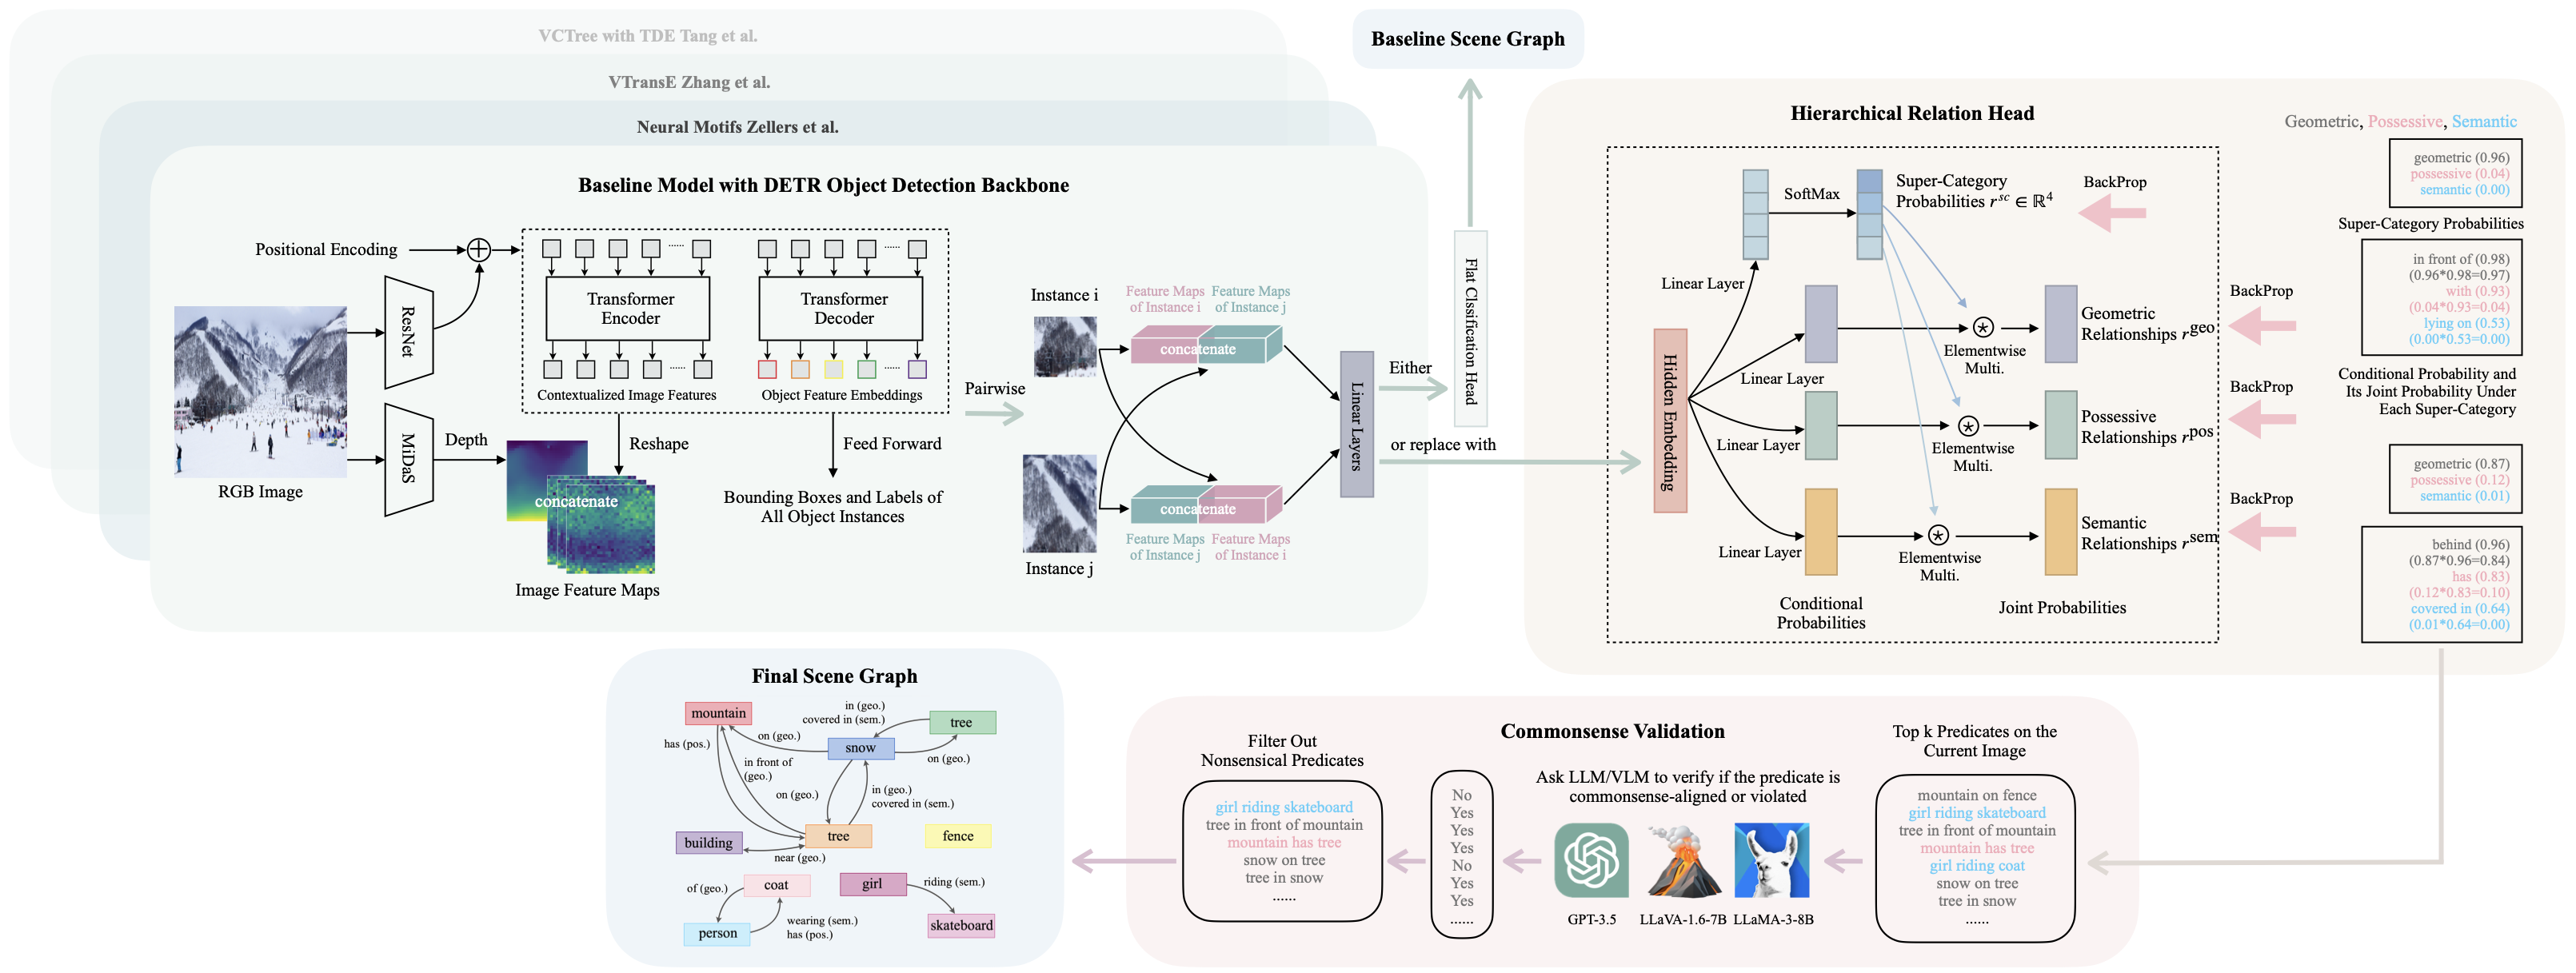 VCTree with TDE Tang et al.
VTransE Zhang et al.
Neural Motifs Zellers et al.
Baseline Model with DETR Object Detection Backbone
Positional Encoding
ResNet
RGB Image
MiDaS
Depth
......
......
Transformer
Encoder
Transformer
Decoder
......
......
Contextualized Image Features
Object Feature Embeddings
Reshape
Feed Forward
concatenate
Image Feature Maps
Bounding Boxes and Labels of
All Object Instances
Pairwise
Instance i
Feature Maps
of Instance i
Feature Maps
of Instance j
concatenate
Instance j
concatenate
Feature Maps
of Instance j
Feature Maps
of Instance i
Linear Layers
Either
or replace with
Flat Clssification Head
Baseline Scene Graph
Hierarchical Relation Head
Hidden Embedding
Linear Layer
SoftMax
Super-Category
Probabilities r^sc ∈ ℝ^4
BackProp
Linear Layer
Elementwise
Multi.
Geometric
Relationships r^geo
BackProp
Linear Layer
Elementwise
Multi.
Possessive
Relationships r^pos
BackProp
Linear Layer
Elementwise
Multi.
Semantic
Relationships r^sem
BackProp
Conditional
Probabilities
Joint Probabilities
Geometric, Possessive, Semantic
geometric (0.96)
possessive (0.04)
semantic (0.00)
Super-Category Probabilities
in front of (0.98)
(0.96*0.98=0.97)
with (0.93)
(0.04*0.93=0.04)
lying on (0.53)
(0.00*0.53=0.00)
Conditional Probability and
Its Joint Probability Under
Each Super-Category
geometric (0.87)
possessive (0.12)
semantic (0.01)
behind (0.96)
(0.87*0.96=0.84)
has (0.83)
(0.12*0.83=0.10)
covered in (0.64)
(0.01*0.64=0.00)
Commonsense Validation
Top k Predicates on the
Current Image
mountain on fence
girl riding skateboard
tree in front of mountain
mountain has tree
girl riding coat
snow on tree
tree in snow
......
Ask LLM/VLM to verify if the predicate is
commonsense-aligned or violated
GPT-3.5
LLaVA-1.6-7B
LLaMA-3-8B
No
Yes
Yes
Yes
No
Yes
Yes
......
Filter Out
Nonsensical Predicates
girl riding skateboard
tree in front of mountain
mountain has tree
snow on tree
tree in snow
......
Final Scene Graph
mountain
in (geo.)
covered in (sem.)
tree
on (geo.)
snow
has (pos.)
on (geo.)
in front of
(geo.)
on (geo.)
in (geo.)
covered in (sem.)
building
tree
fence
near (geo.)
of (geo.)
coat
girl
riding (sem.)
wearing (sem.)
has (pos.)
person
skateboard